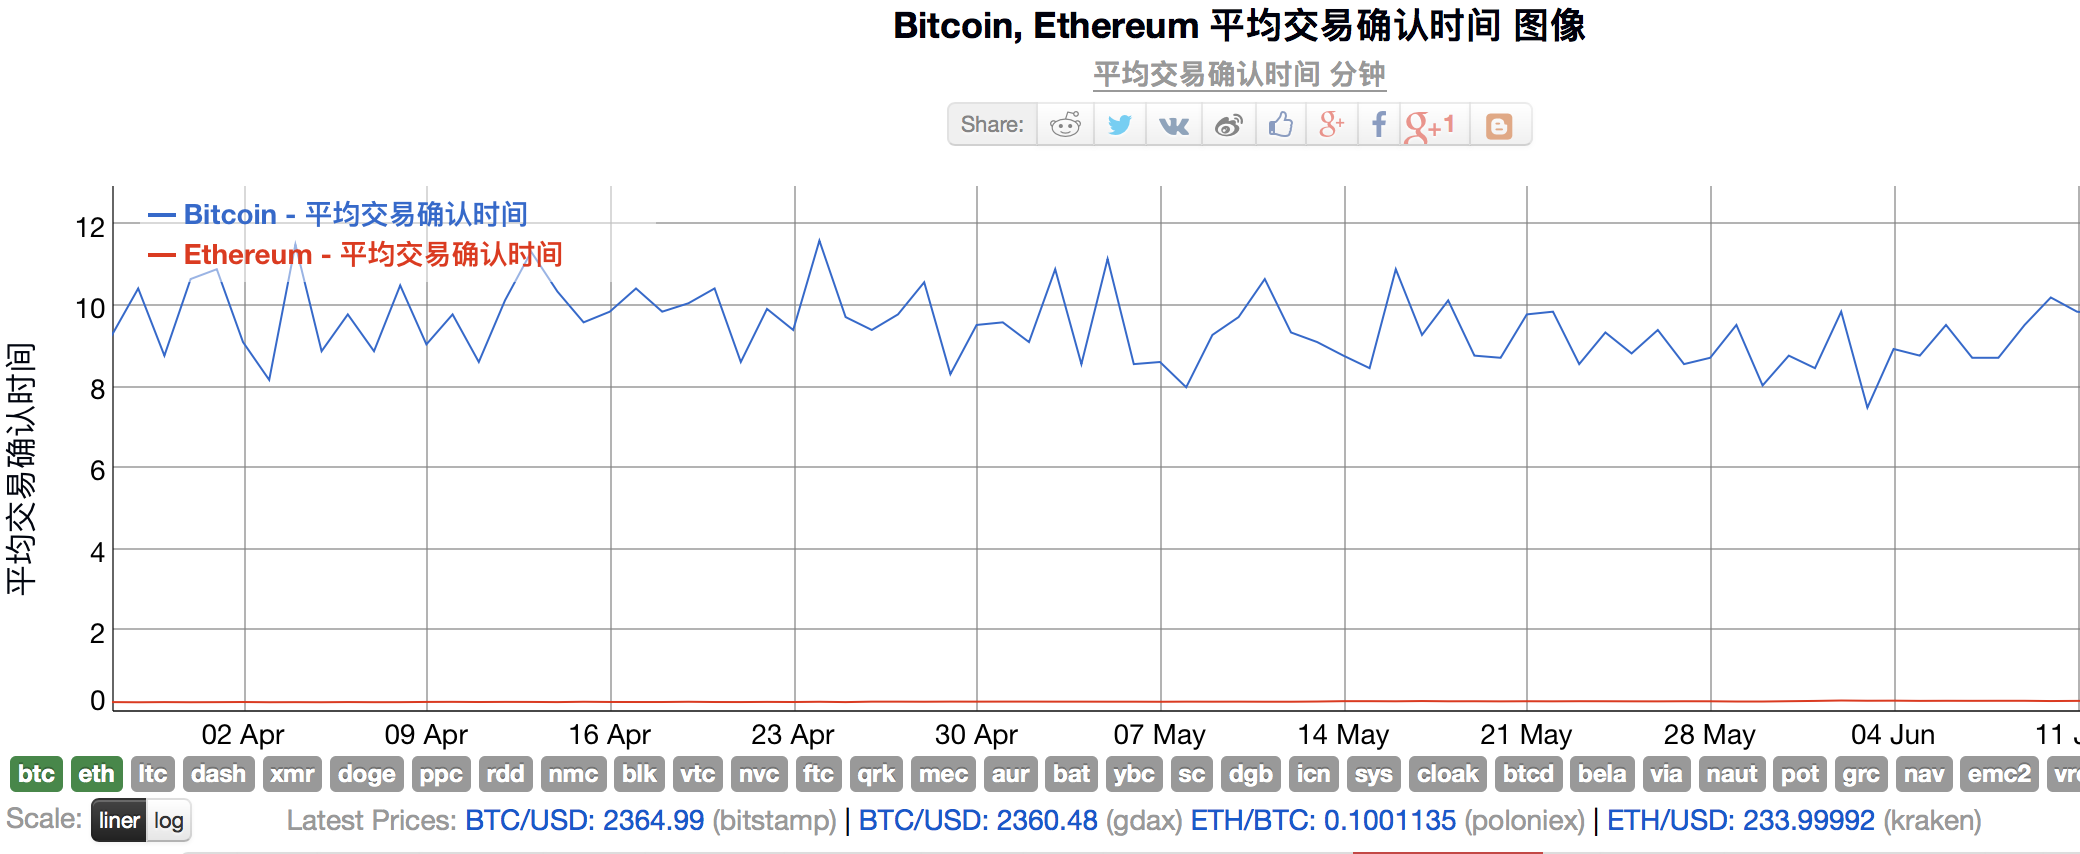 Bitcoin, Ethereum 平均交易确认时间 图像
平均交易确认时间 分钟
Share:
g+
g+1
Bitcoin - 平均交易确认时间
Ethereum - 平均交易确认时间
平均交易确认时间
12
10
8
6
4
2
0
02 Apr 09 Apr 16 Apr 23 Apr 30 Apr 07 May 14 May 21 May 28 May 04 Jun 11
btc eth ltc dash xmr doge ppc rdd nmc blk vtc nvc ftc qrk mec aur bat ybc sc dgb icn sys cloak btcd bela via naut pot grc nav emc2
Scale: liner log Latest Prices: BTC/USD: 2364.99 (bitstamp) | BTC/USD: 2360.48 (gdax) ETH/BTC: 0.1001135 (poloniex) | ETH/USD: 233.99992 (kraken)